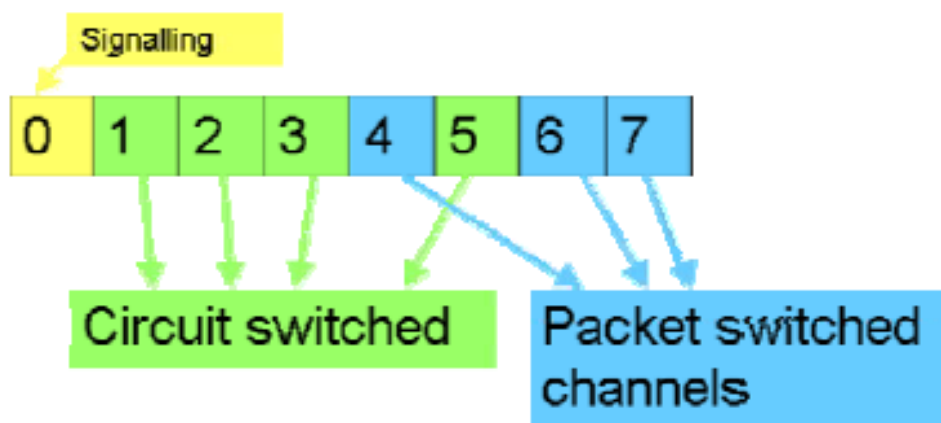 Signalling
0 1 2 3 4 5 6 7
Circuit switched
Packet switched
channels